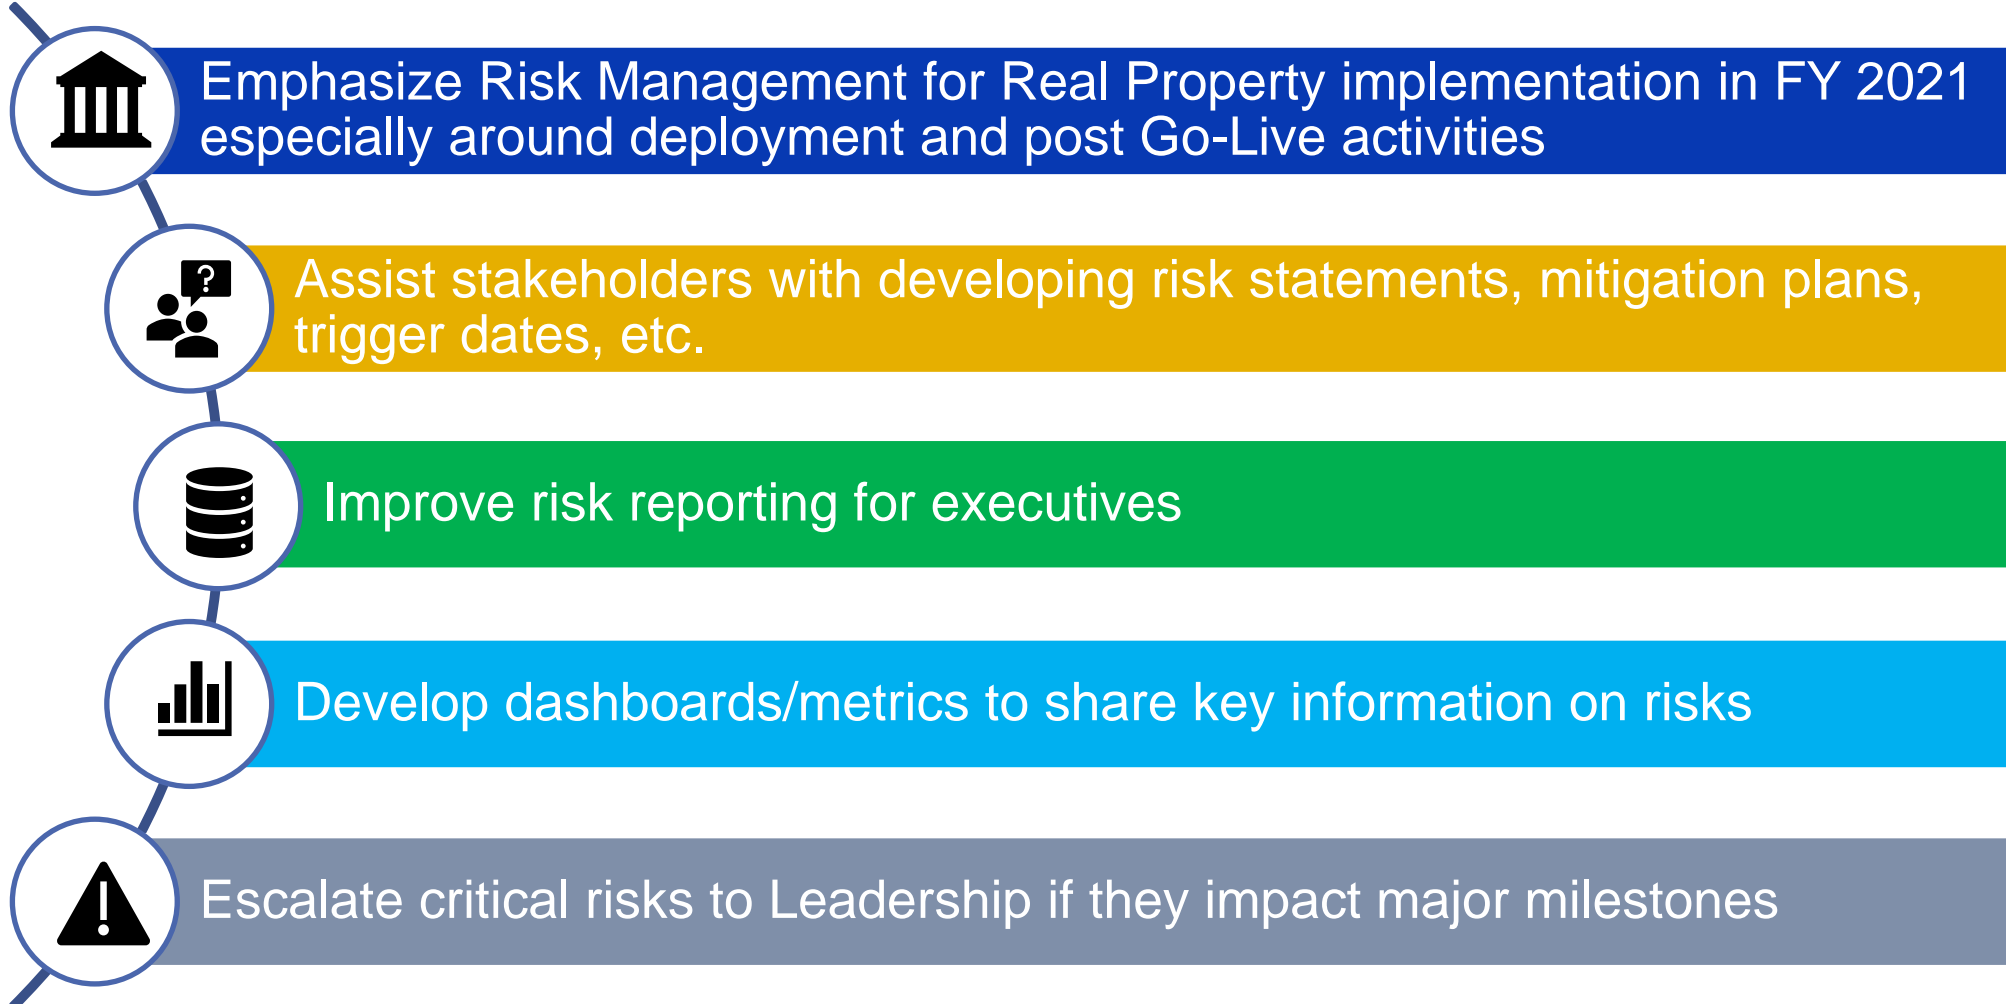 Emphasize Risk Management for Real Property implementation in FY 2021
especially around deployment and post Go-Live activities
?
Assist stakeholders with developing risk statements, mitigation plans,
trigger dates, etc.
Improve risk reporting for executives
Develop dashboards/metrics to share key information on risks
Escalate critical risks to Leadership if they impact major milestones